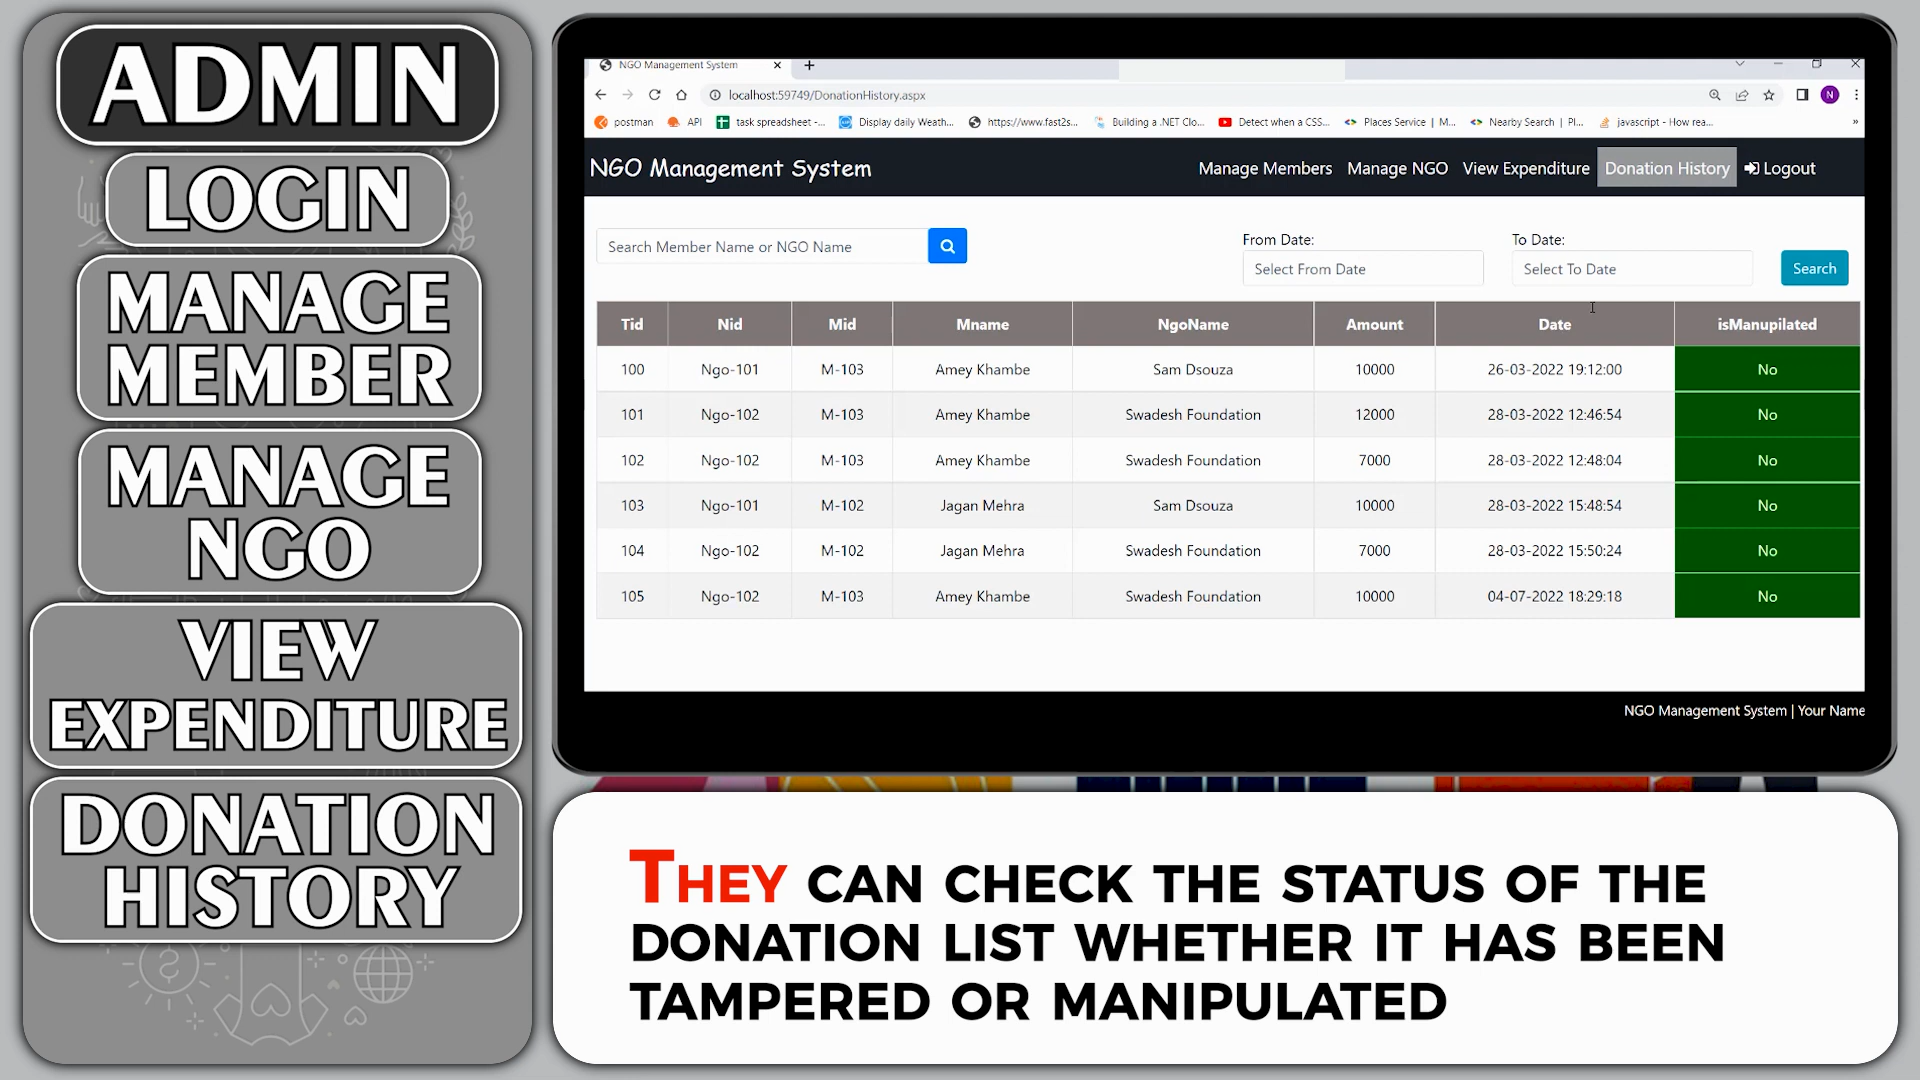 ADMIN
LOGIN
MANAGE
MEMBER
MANAGE
NGO
VIEW
EXPENDITURE
DONATION
HISTORY
NGO Management System
localhost:59749/DonationHistory.aspx
N
postman API task spreadsheet -... Display daily Weath... https://www.fast2s... Building a .NET Clo... Detect when a CSS... Places Service | M... Nearby Search | Pl... javascript - How rea... »
NGO Management System Manage Members Manage NGO View Expenditure Donation History Logout
Search Member Name or NGO Name
From Date: To Date:
Select From Date Select To Date Search
Tid Nid Mid Mname NgoName Amount Date isManupilated
100 Ngo-101 M-103 Amey Khambe Sam Dsouza 10000 26-03-2022 19:12:00 No
101 Ngo-102 M-103 Amey Khambe Swadesh Foundation 12000 28-03-2022 12:46:54 No
102 Ngo-102 M-103 Amey Khambe Swadesh Foundation 7000 28-03-2022 12:48:04 No
103 Ngo-101 M-102 Jagan Mehra Sam Dsouza 10000 28-03-2022 15:48:54 No
104 Ngo-102 M-102 Jagan Mehra Swadesh Foundation 7000 28-03-2022 15:50:24 No
105 Ngo-102 M-103 Amey Khambe Swadesh Foundation 10000 04-07-2022 18:29:18 No
NGO Management System | Your Name
THEY CAN CHECK THE STATUS OF THE
DONATION LIST WHETHER IT HAS BEEN
TAMPERED OR MANIPULATED